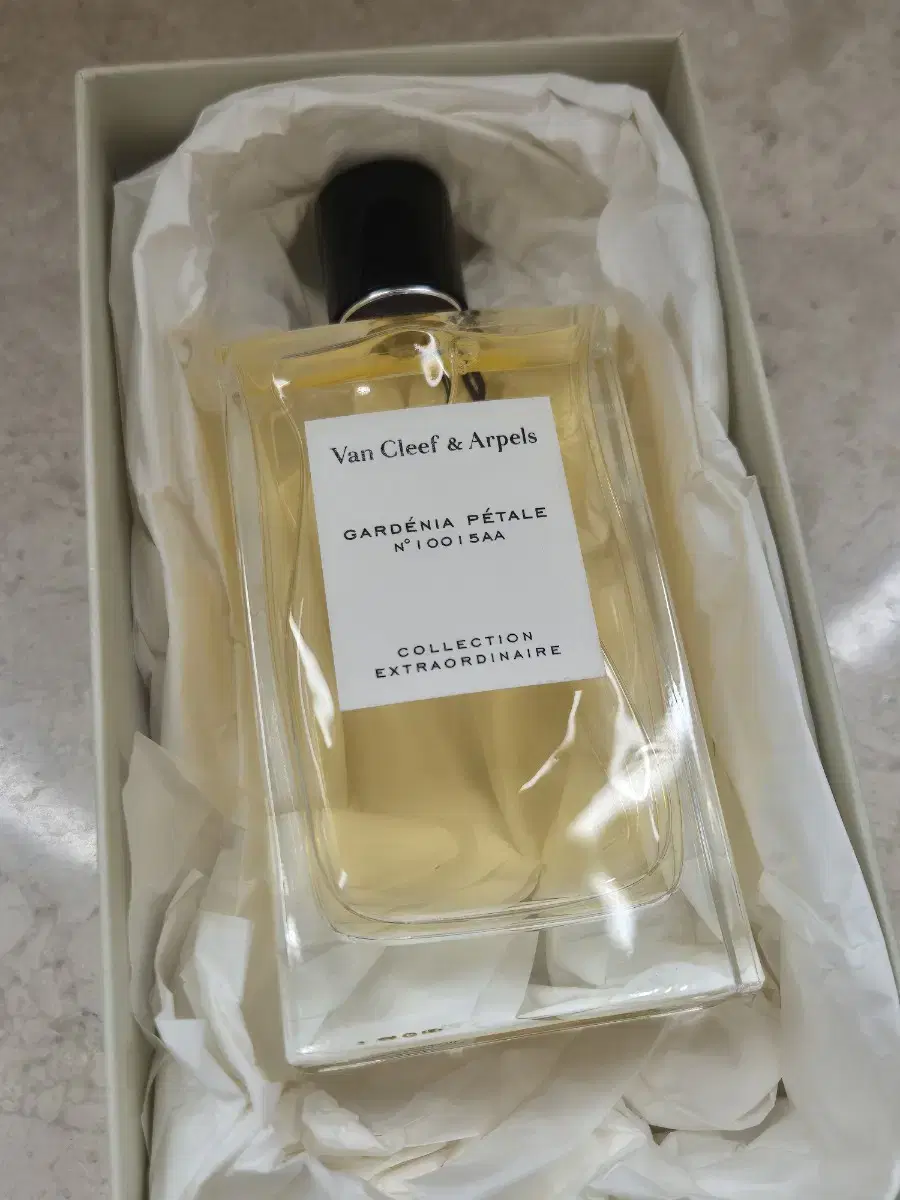 Van Cleef & Arpels
GARDÉNIA PÉTALE
N° 10015AA
COLLECTION
EXTRAORDINAIRE